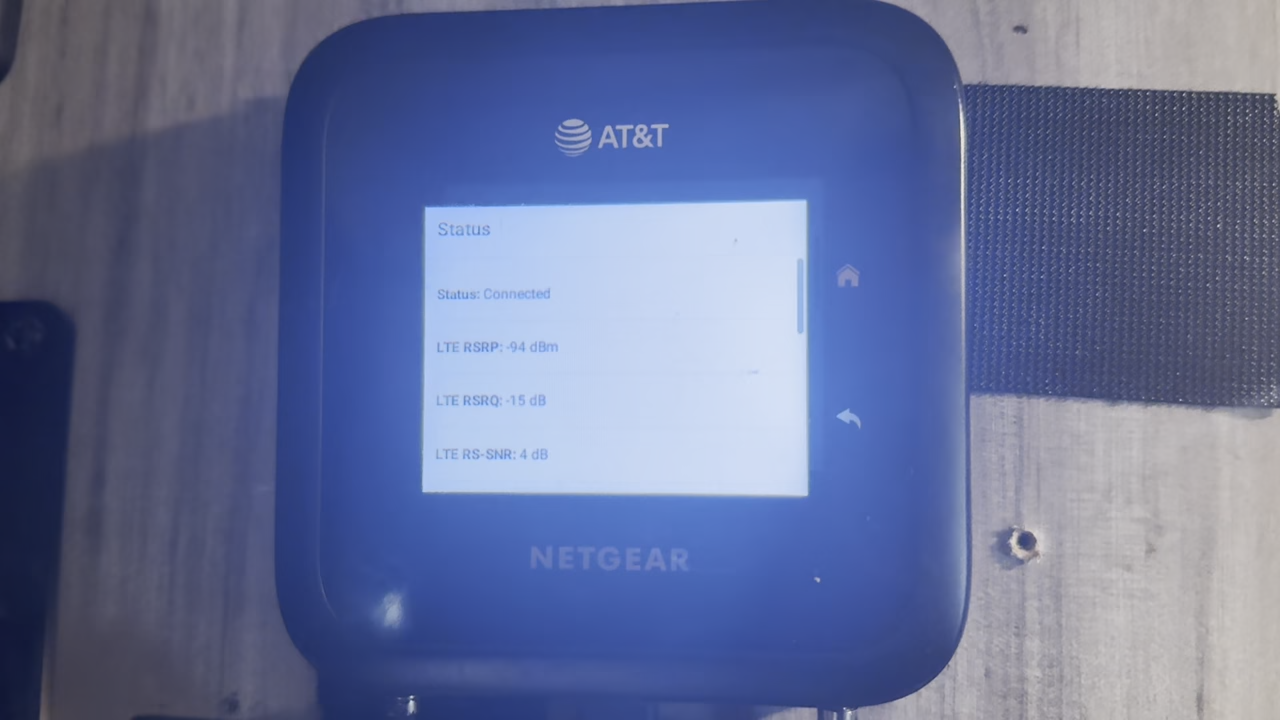 AT&T
Status
Status: Connected
LTE RSRP: -94 dBm
LTE RSRQ: -15 dB
LTE RS-SNR: 4 dB
NETGEAR